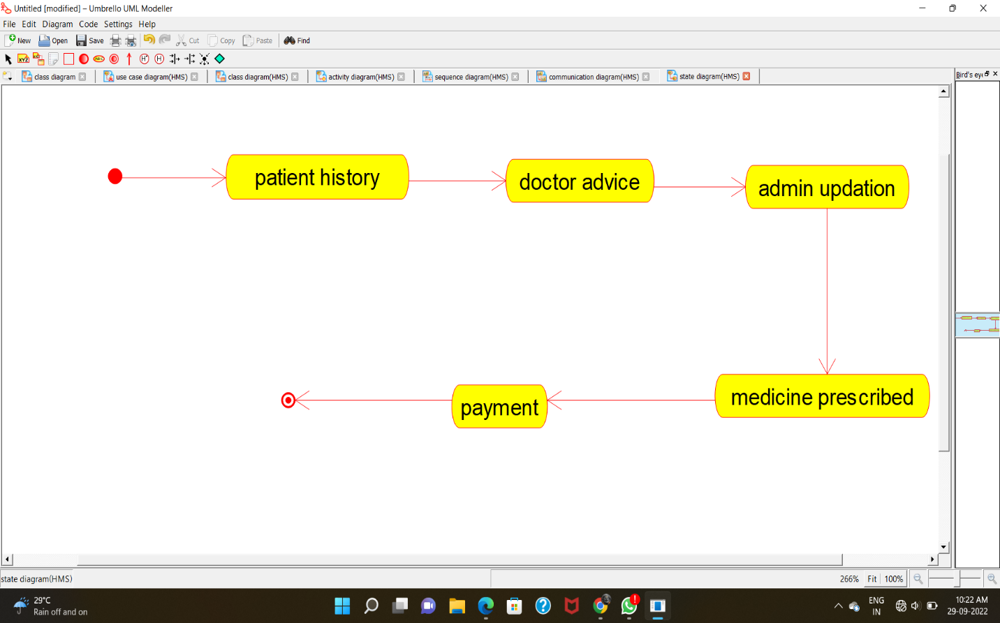 Untitled [modified] – Umbrello UML Modeller
File Edit Diagram Code Settings Help
New Open Save Cut Copy Paste Find
XYZ ABC H H
class diagram use case diagram(HMS) class diagram(HMS) activity diagram(HMS) sequence diagram(HMS) communication diagram(HMS) state diagram(HMS) Bird's eye
patient history
doctor advice
admin updation
medicine prescribed
payment
state diagram(HMS) 266% Fit 100%
29°C
Rain off and on
ENG
IN
10:22 AM
29-09-2022